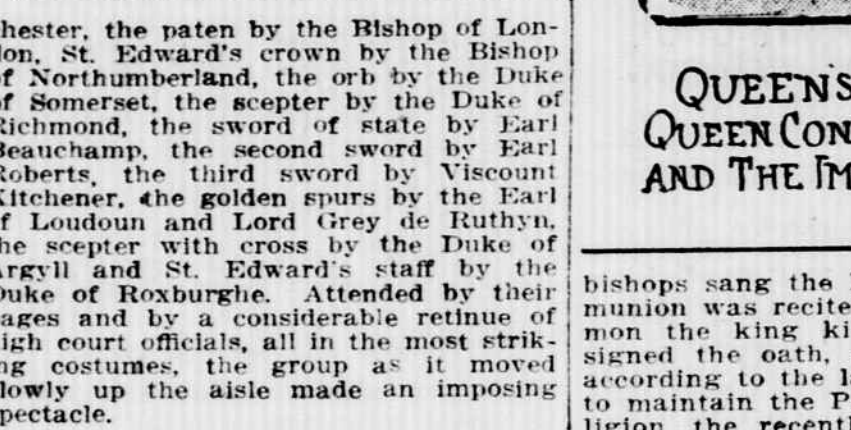 hester, the paten by the Bishop of Lon-
don, St. Edward's crown by the Bishop
of Northumberland, the orb by the Duke
of Somerset, the scepter by the Duke of
Richmond, the sword of state by Earl
Beauchamp, the second sword by Earl
Roberts, the third sword by Viscount
Kitchener, the golden spurs by the Earl
of Loudoun and Lord Grey de Ruthyn,
the scepter with cross by the Duke of
Argyll and St. Edward's staff by the
Duke of Roxburghe. Attended by their
pages and by a considerable retinue of
high court officials, all in the most strik-
ing costumes, the group as it moved
slowly up the aisle made an imposing
spectacle.
QUEEN'S
QUEEN CON
AND THE IM
bishops sang the
munion was recite
mon the king ki
signed the oath,
according to the l
to maintain the P
ligion, the recentl